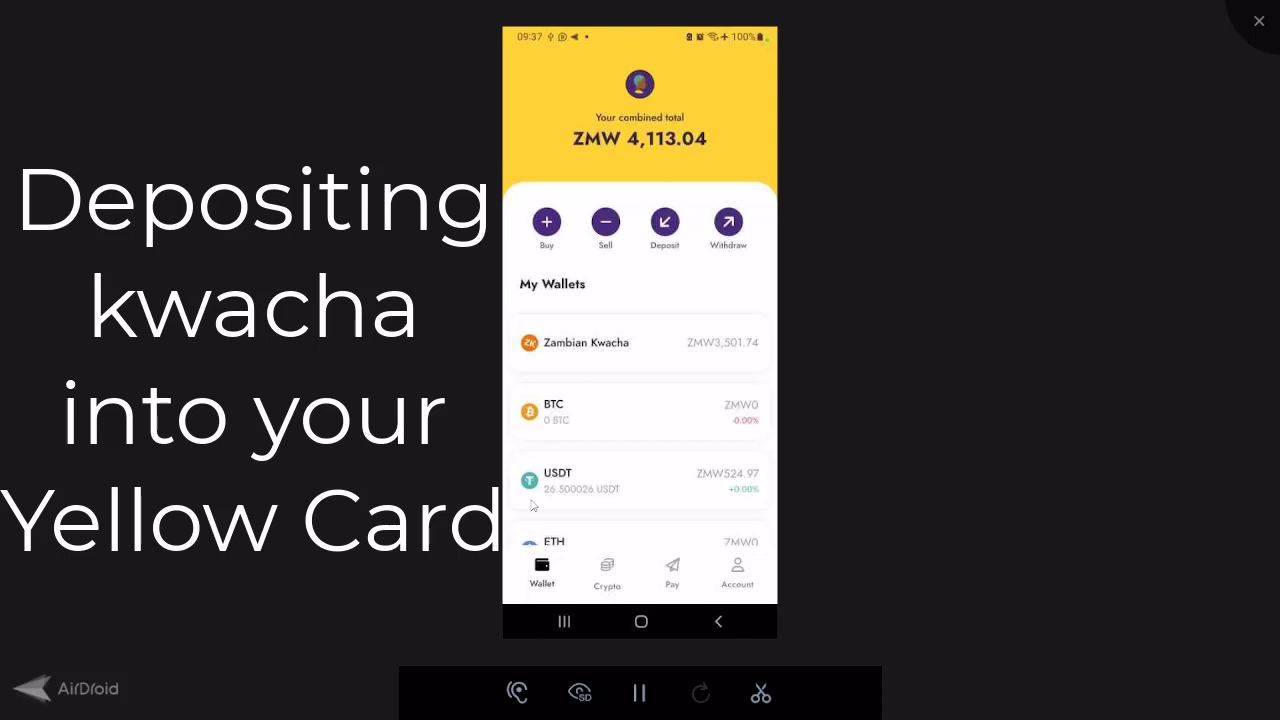 09:37
100%
Your combined total
ZMW 4,113.04
Buy
Sell
Deposit
Withdraw
My Wallets
Zambian Kwacha
ZMW3,501.74
BTC
ZMW0
0 BTC
-0.00%
USDT
ZMW524.97
26.500026 USDT
+0.00%
ETH
ZMW0
Wallet
Crypto
Pay
Account
Depositing
kwacha
into your
Yellow Card
AirDroid
SD